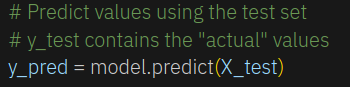 # Predict values using the test set
# y_test contains the "actual" values
y_pred = model.predict(X_test)